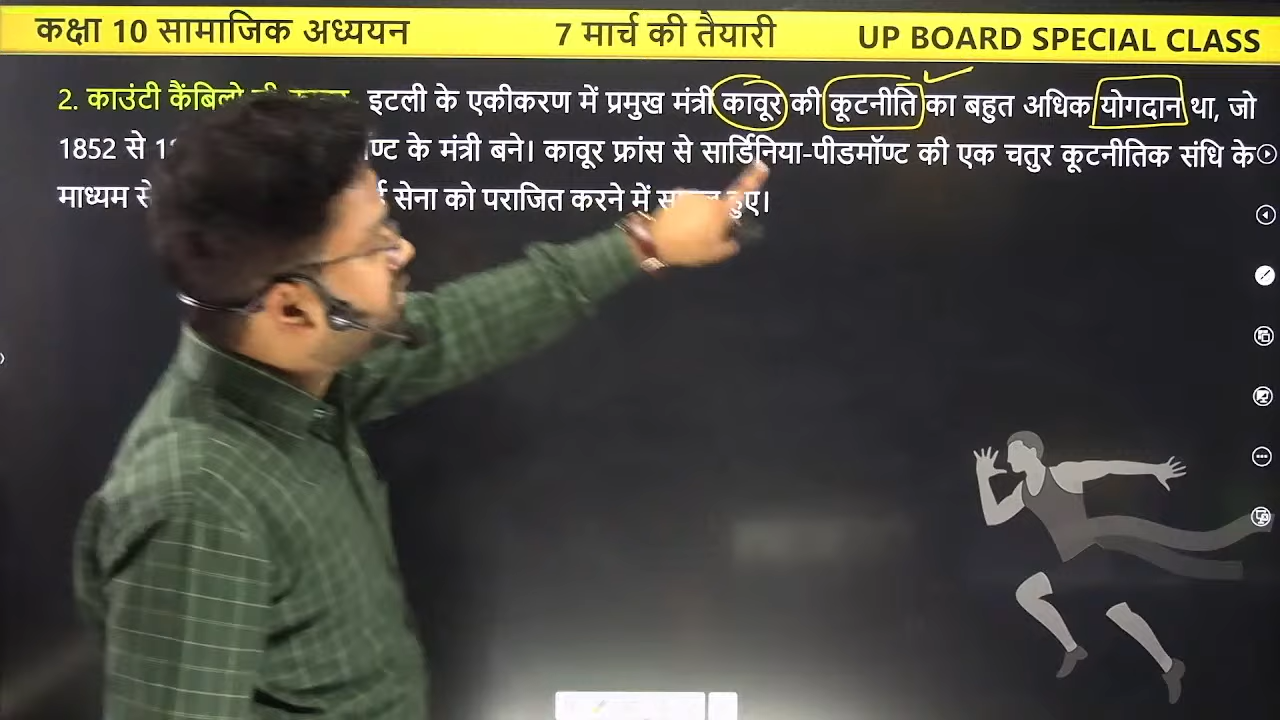 कक्षा 10 सामाजिक अध्ययन 7 मार्च की तैयारी UP BOARD SPECIAL CLASS
2. काउंटी कैंबिलो इटली के एकीकरण में प्रमुख मंत्री कावूर की कूटनीति का बहुत अधिक योगदान था, जो
1852 से के मंत्री बने। कावूर फ्रांस से सार्डिनिया-पीडमॉण्ट की एक चतुर कूटनीतिक संधि के
माध्यम से सेना को पराजित करने में हुए।